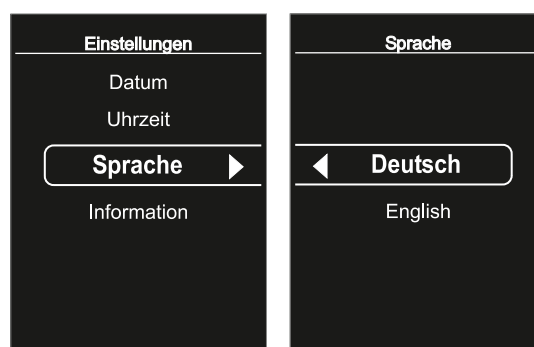 Einstellungen
Datum
Uhrzeit
Sprache
Information
Sprache
Deutsch
English